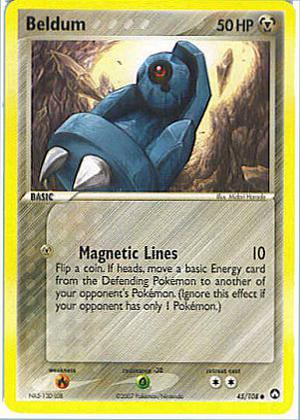 Beldum
50 HP
Illus. Midori Harada
BASIC
Magnetic Lines 10
Flip a coin. If heads, move a basic Energy card
from the Defending Pokémon to another of
your opponent's Pokémon. (Ignore this effect if
your opponent has only 1 Pokémon.)
weakness resistance -30 retreat cost
©2007 Pokémon/Nintendo 45/108